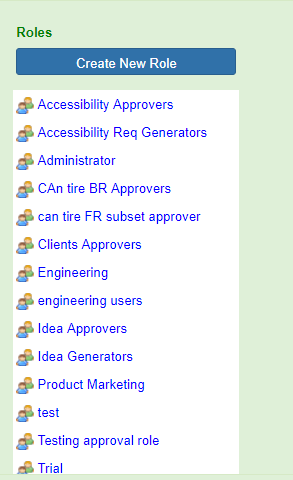 Roles
Create New Role
Accessibility Approvers
Accessibility Req Generators
Administrator
CAn tire BR Approvers
can tire FR subset approver
Clients Approvers
Engineering
engineering users
Idea Approvers
Idea Generators
Product Marketing
test
Testing approval role
Trial